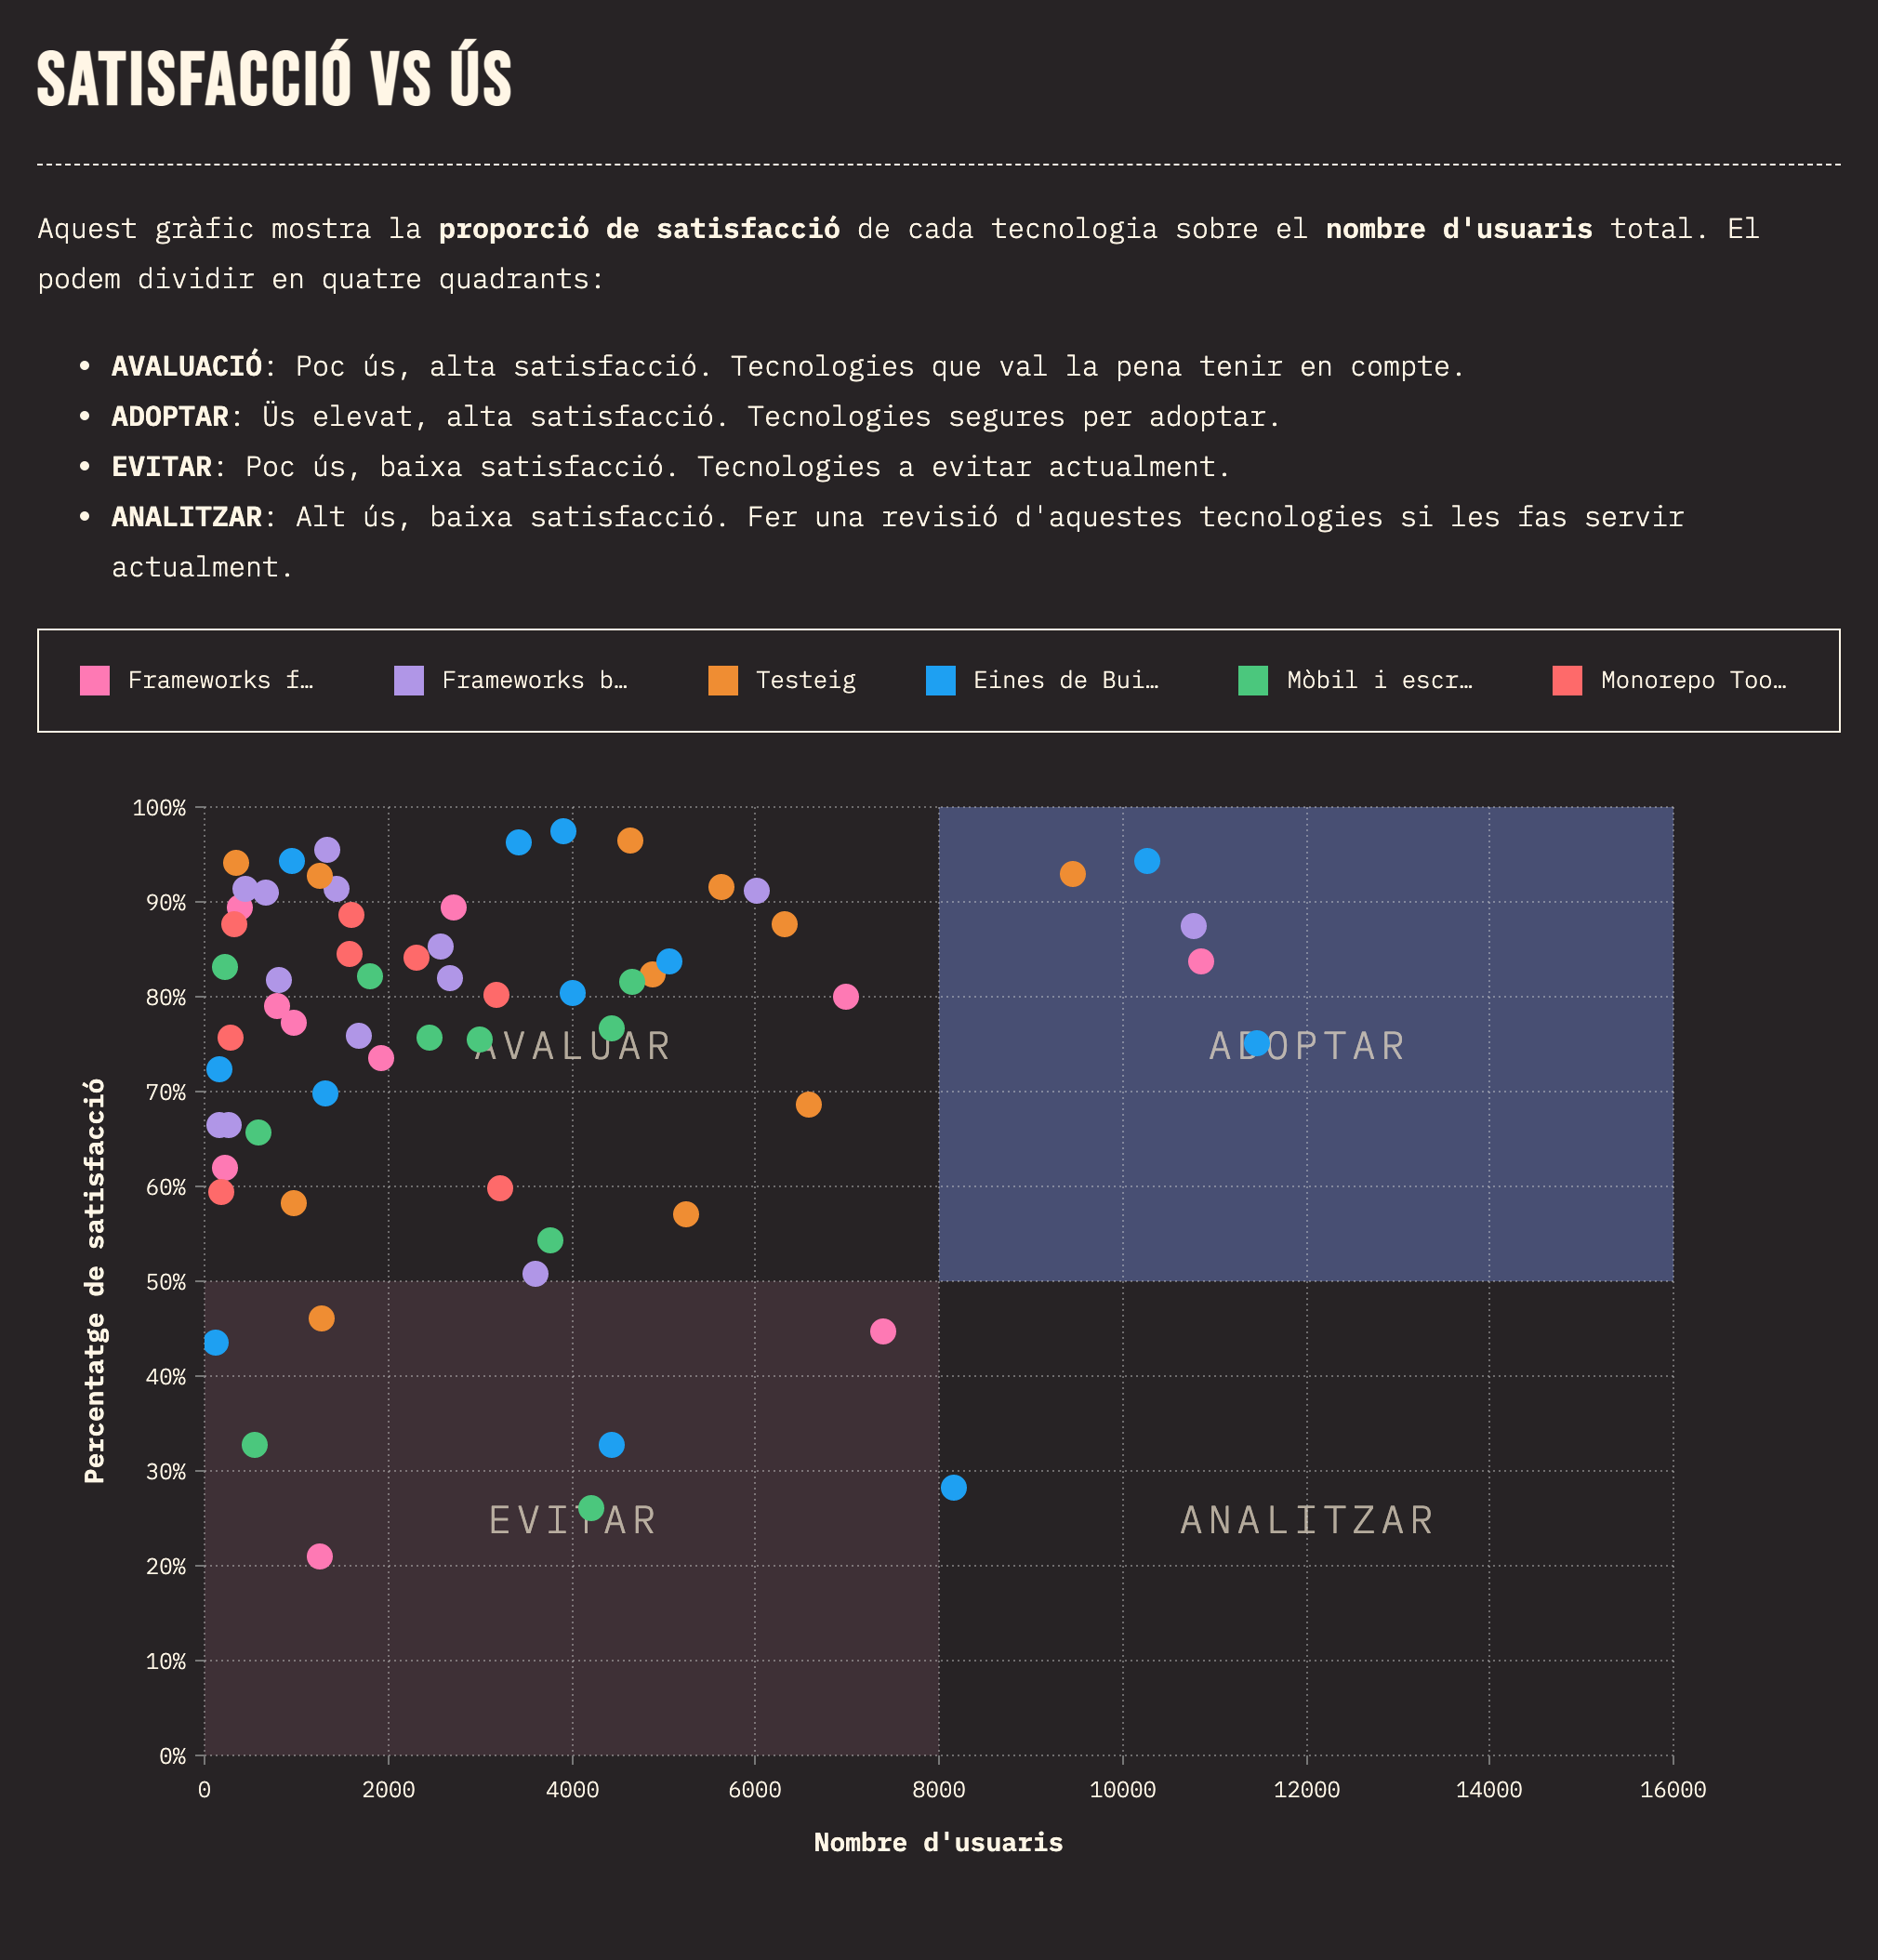 SATISFACCIÓ VS ÚS
Aquest gràfic mostra la proporció de satisfacció de cada tecnologia sobre el nombre d'usuaris total. El
podem dividir en quatre quadrants:
• AVALUACIÓ: Poc ús, alta satisfacció. Tecnologies que val la pena tenir en compte.
• ADOPTAR: Üs elevat, alta satisfacció. Tecnologies segures per adoptar.
• EVITAR: Poc ús, baixa satisfacció. Tecnologies a evitar actualment.
• ANALITZAR: Alt ús, baixa satisfacció. Fer una revisió d'aquestes tecnologies si les fas servir
actualment.
Frameworks f… Frameworks b… Testeig Eines de Bui… Mòbil i escr… Monorepo Too…
100%
90%
80%
AVALUAR ADOPTAR
70%
60%
50%
40%
30%
EVITAR ANALITZAR
20%
10%
0%
Percentatge de satisfacció
0 2000 4000 6000 8000 10000 12000 14000 16000
Nombre d'usuaris